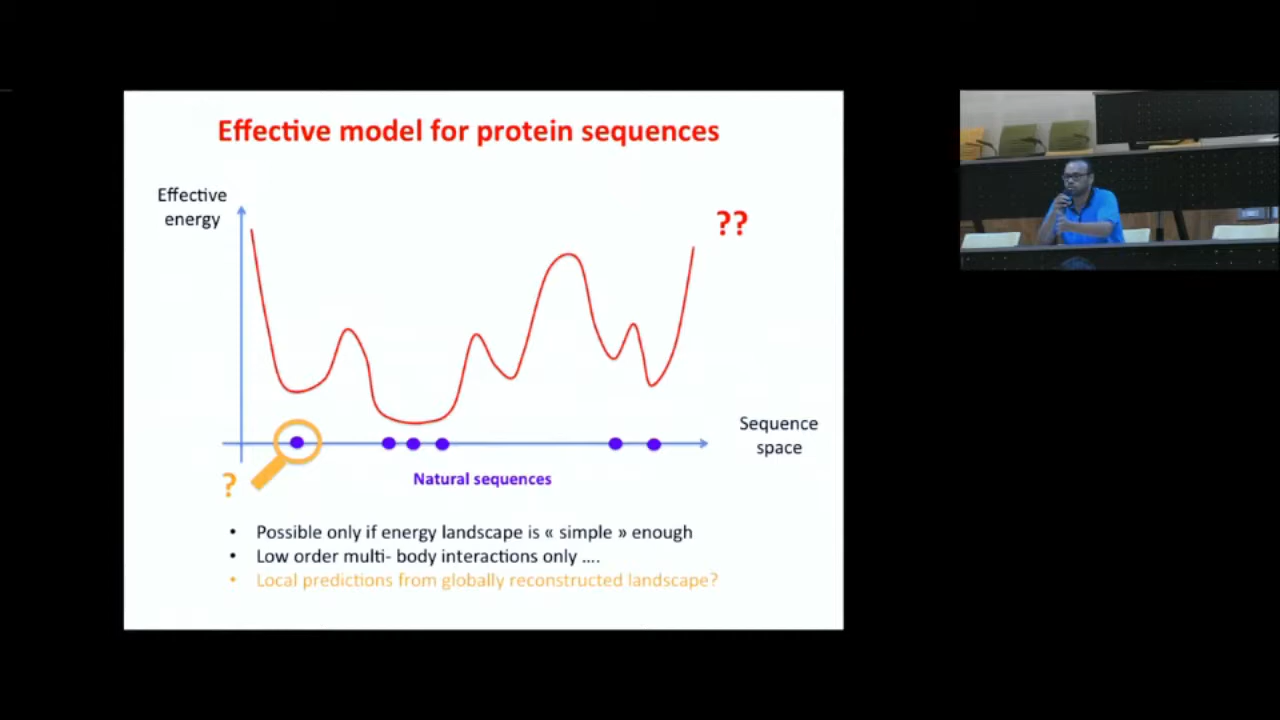 Effective model for protein sequences
Effective
energy
??
Sequence
space
?
Natural sequences
• Possible only if energy landscape is « simple » enough
• Low order multi- body interactions only ....
• Local predictions from globally reconstructed landscape?